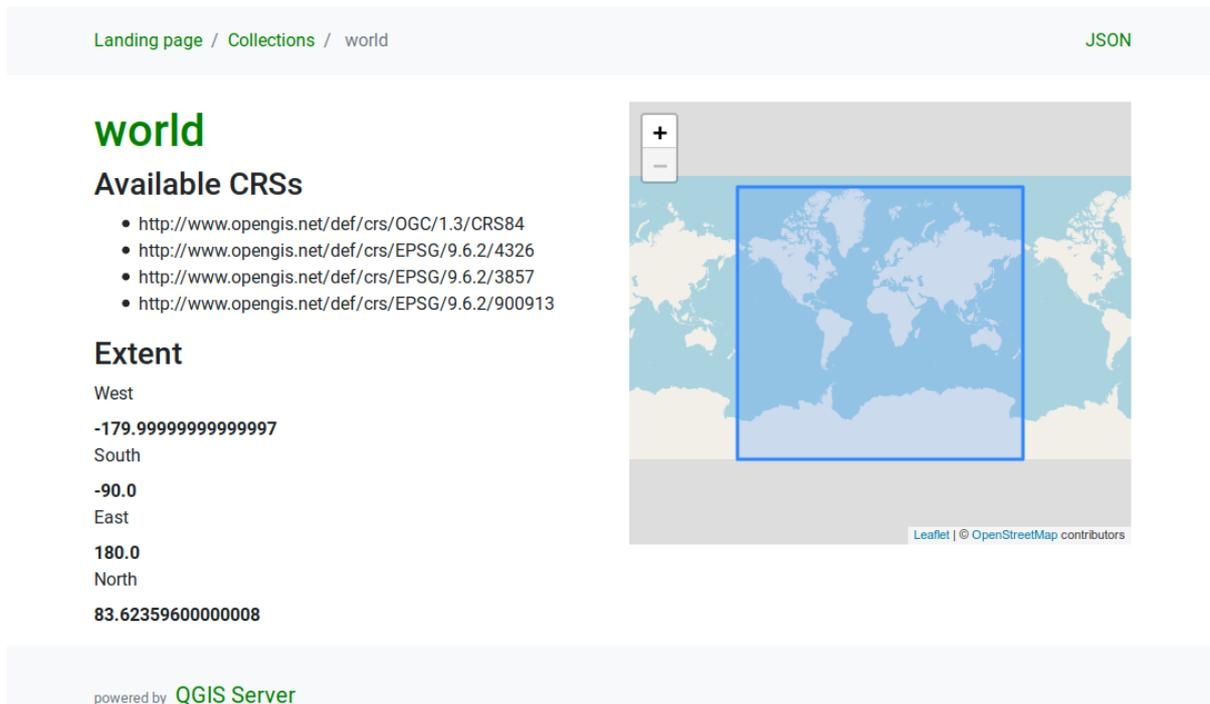 Landing page / Collections / world
JSON
world
Available CRSs
http://www.opengis.net/def/crs/OGC/1.3/CRS84
http://www.opengis.net/def/crs/EPSG/9.6.2/4326
http://www.opengis.net/def/crs/EPSG/9.6.2/3857
http://www.opengis.net/def/crs/EPSG/9.6.2/900913
Extent
West
-179.99999999999997
South
-90.0
East
180.0
North
83.62359600000008
+
−
Leaflet | © OpenStreetMap contributors
powered by QGIS Server